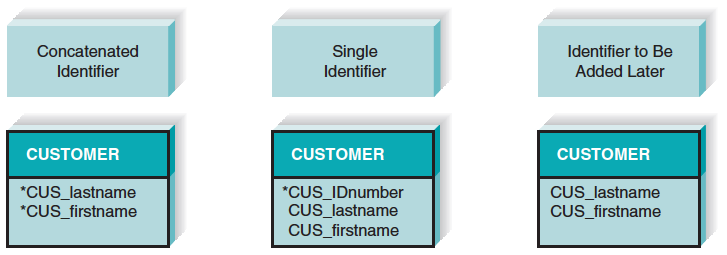 Concatenated
Identifier
Single
Identifier
Identifier to Be
Added Later
CUSTOMER
*CUS_lastname
*CUS_firstname
CUSTOMER
*CUS_IDnumber
CUS_lastname
CUS_firstname
CUSTOMER
CUS_lastname
CUS_firstname